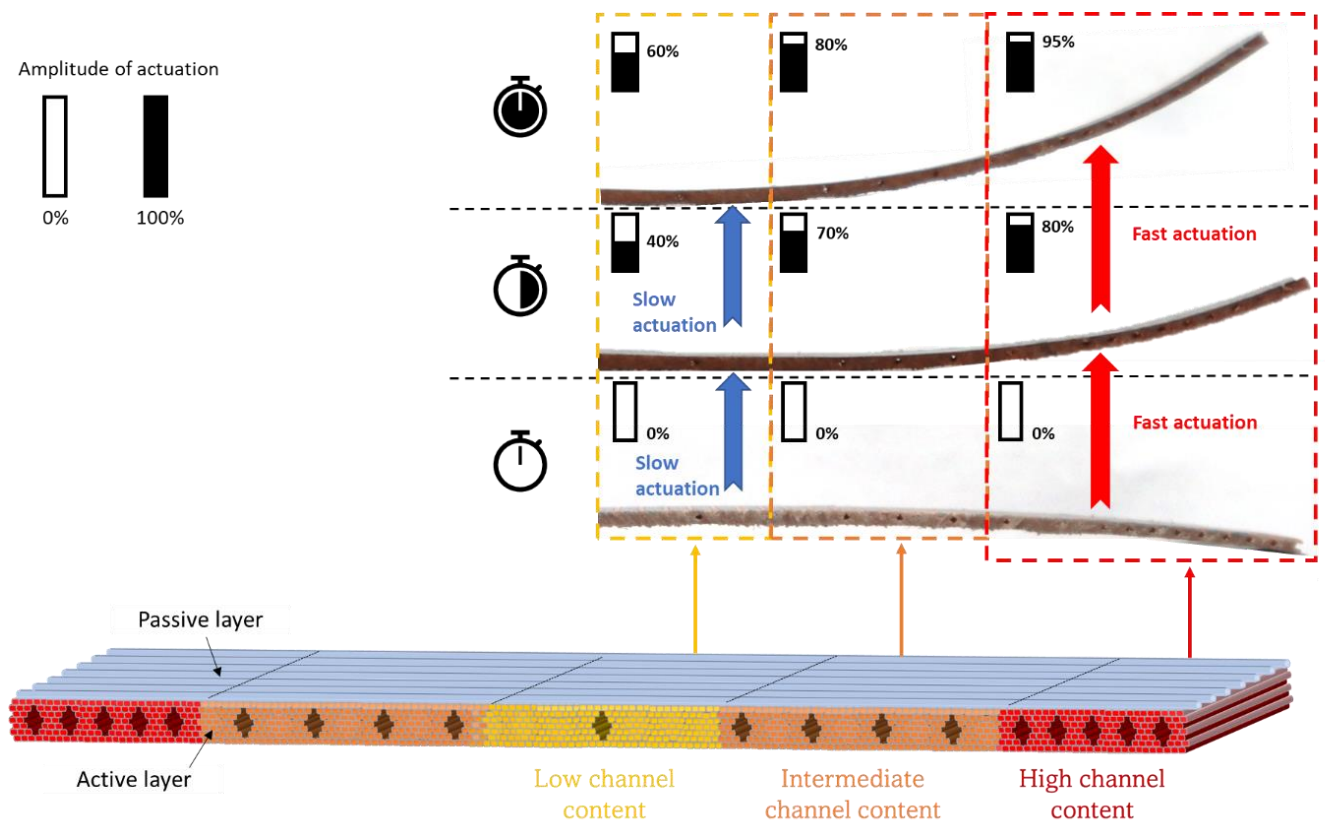 Amplitude of actuation
0%
100%
60%
80%
95%
40%
70%
80%
Slow
actuation
Fast actuation
0%
0%
0%
Slow
actuation
Fast actuation
Passive layer
Active layer
Low channel
content
Intermediate
channel content
High channel
content